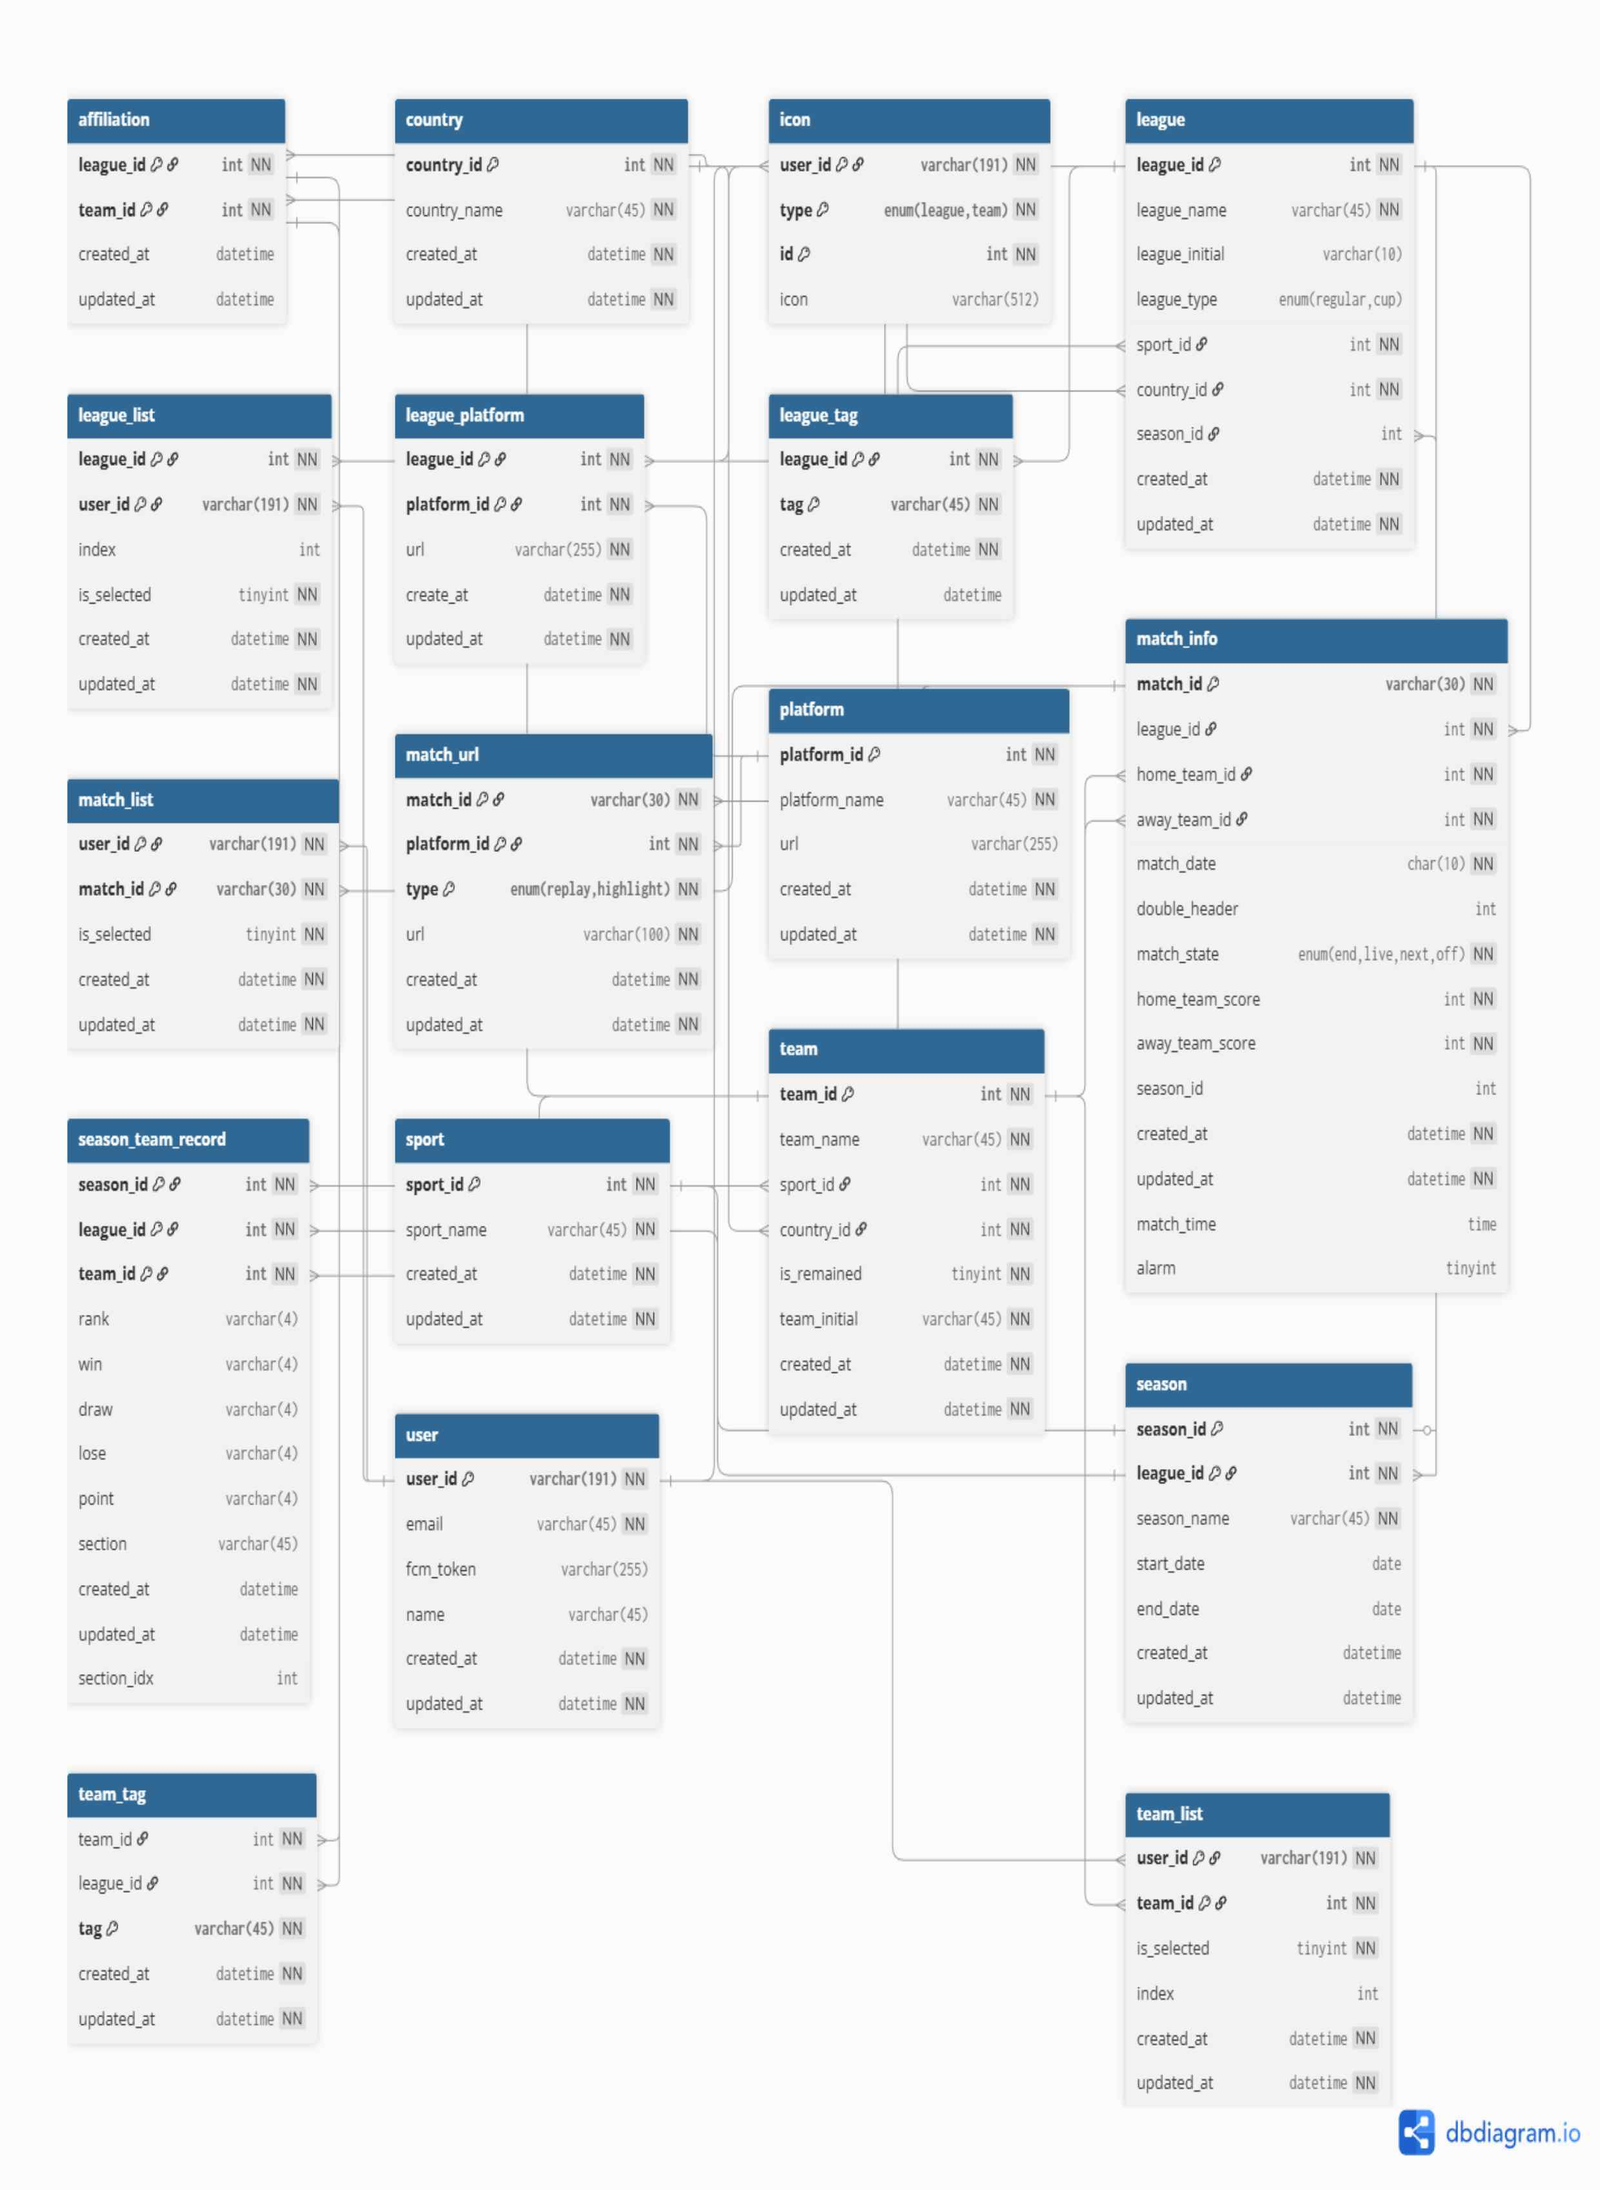 affiliation
league_id int NN
team_id int NN
created_at datetime
updated_at datetime
country
country_id int NN
country_name varchar(45) NN
created_at datetime NN
updated_at datetime NN
icon
user_id varchar(191) NN
type enum(league,team) NN
id int NN
icon varchar(512)
league
league_id int NN
league_name varchar(45) NN
league_initial varchar(10)
league_type enum(regular,cup)
sport_id int NN
country_id int NN
season_id int
created_at datetime NN
updated_at datetime NN
league_list
league_id int NN
user_id varchar(191) NN
index int
is_selected tinyint NN
created_at datetime NN
updated_at datetime NN
league_platform
league_id int NN
platform_id int NN
url varchar(255) NN
create_at datetime NN
updated_at datetime NN
league_tag
league_id int NN
tag varchar(45) NN
created_at datetime NN
updated_at datetime
match_info
match_id varchar(30) NN
league_id int NN
home_team_id int NN
away_team_id int NN
match_date char(10) NN
double_header int
match_state enum(end,live,next,off) NN
home_team_score int NN
away_team_score int NN
season_id int
created_at datetime NN
updated_at datetime NN
match_time time
alarm tinyint
match_list
user_id varchar(191) NN
match_id varchar(30) NN
is_selected tinyint NN
created_at datetime NN
updated_at datetime NN
match_url
match_id varchar(30) NN
platform_id int NN
type enum(replay,highlight) NN
url varchar(100) NN
created_at datetime NN
updated_at datetime NN
platform
platform_id int NN
platform_name varchar(45) NN
url varchar(255)
created_at datetime NN
updated_at datetime NN
season_team_record
season_id int NN
league_id int NN
team_id int NN
rank varchar(4)
win varchar(4)
draw varchar(4)
lose varchar(4)
point varchar(4)
section varchar(45)
created_at datetime
updated_at datetime
section_idx int
sport
sport_id int NN
sport_name varchar(45) NN
created_at datetime NN
updated_at datetime NN
team
team_id int NN
team_name varchar(45) NN
sport_id int NN
country_id int NN
is_remained tinyint NN
team_initial varchar(45) NN
created_at datetime NN
updated_at datetime NN
user
user_id varchar(191) NN
email varchar(45) NN
fcm_token varchar(255)
name varchar(45)
created_at datetime NN
updated_at datetime NN
season
season_id int NN
league_id int NN
season_name varchar(45) NN
start_date date
end_date date
created_at datetime
updated_at datetime
team_tag
team_id int NN
league_id int NN
tag varchar(45) NN
created_at datetime NN
updated_at datetime NN
team_list
user_id varchar(191) NN
team_id int NN
is_selected tinyint NN
index int
created_at datetime NN
updated_at datetime NN
dbdiagram.io